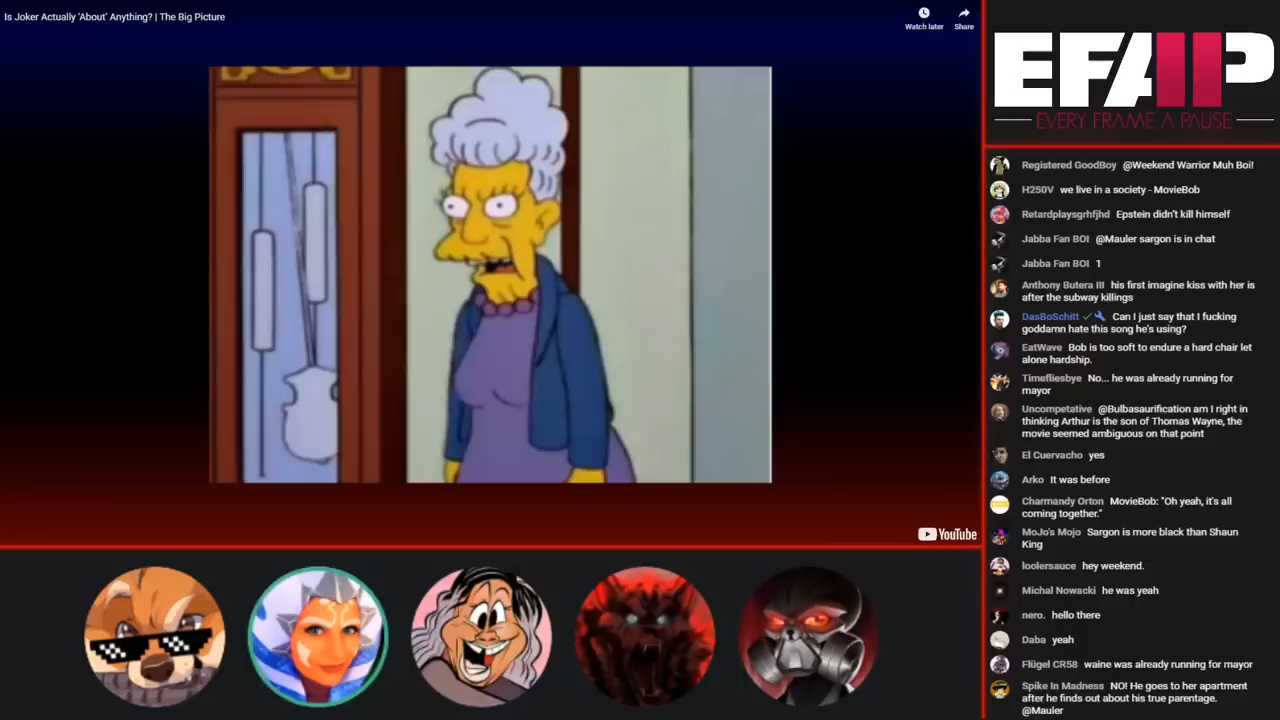 Is Joker Actually 'About' Anything? | The Big Picture
Watch later
Share
YouTube
EFAP
EVERY FRAME A PAUSE
Registered GoodBoy @Weekend Warrior Muh Boi!
H250V we live in a society - MovieBob
Retardplaysgrhfjhd Epstein didn't kill himself
Jabba Fan BOI @Mauler sargon is in chat
Jabba Fan BOI 1
Anthony Butera III his first imagine kiss with her is
after the subway killings
DasBoSchitt Can I just say that I fucking
goddamn hate this song he's using?
EatWave Bob is too soft to endure a hard chair let
alone hardship.
Timefliesbye No... he was already running for
mayor
Uncompetative @Bulbasaurification am I right in
thinking Arthur is the son of Thomas Wayne, the
movie seemed ambiguous on that point
El Cuervacho yes
Arko It was before
Charmandy Orton MovieBob: "Oh yeah, it's all
coming together."
MoJo's Mojo Sargon is more black than Shaun
King
loolersauce hey weekend.
Michal Nowacki he was yeah
nero. hello there
Daba yeah
Flügel CR58 waine was already running for mayor
Spike In Madness NO! He goes to her apartment
after he finds out about his true parentage.
@Mauler